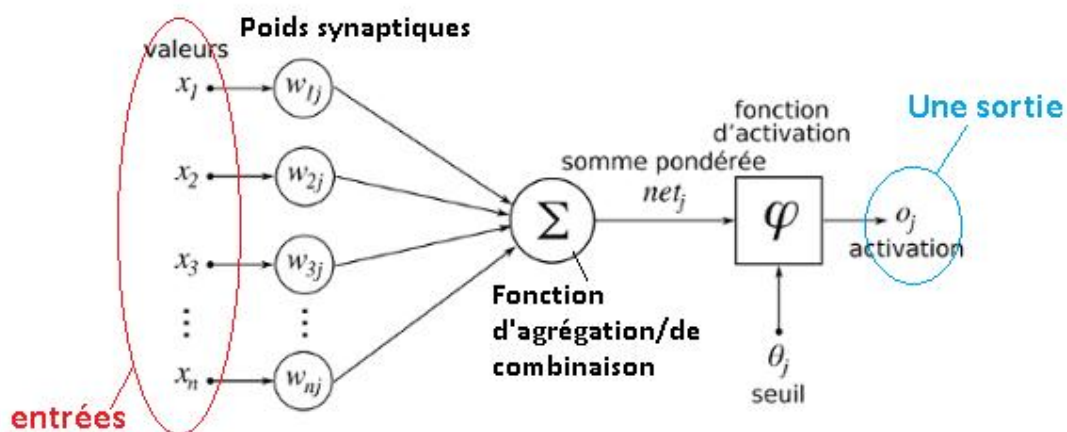 Poids synaptiques
valeurs
x1
w1j
x2
w2j
x3
w3j
⋮
⋮
xn
wnj
entrées
Σ
Fonction
d'agrégation/de
combinaison
somme pondérée
netj
fonction
d'activation
φ
θj
seuil
Une sortie
oj
activation